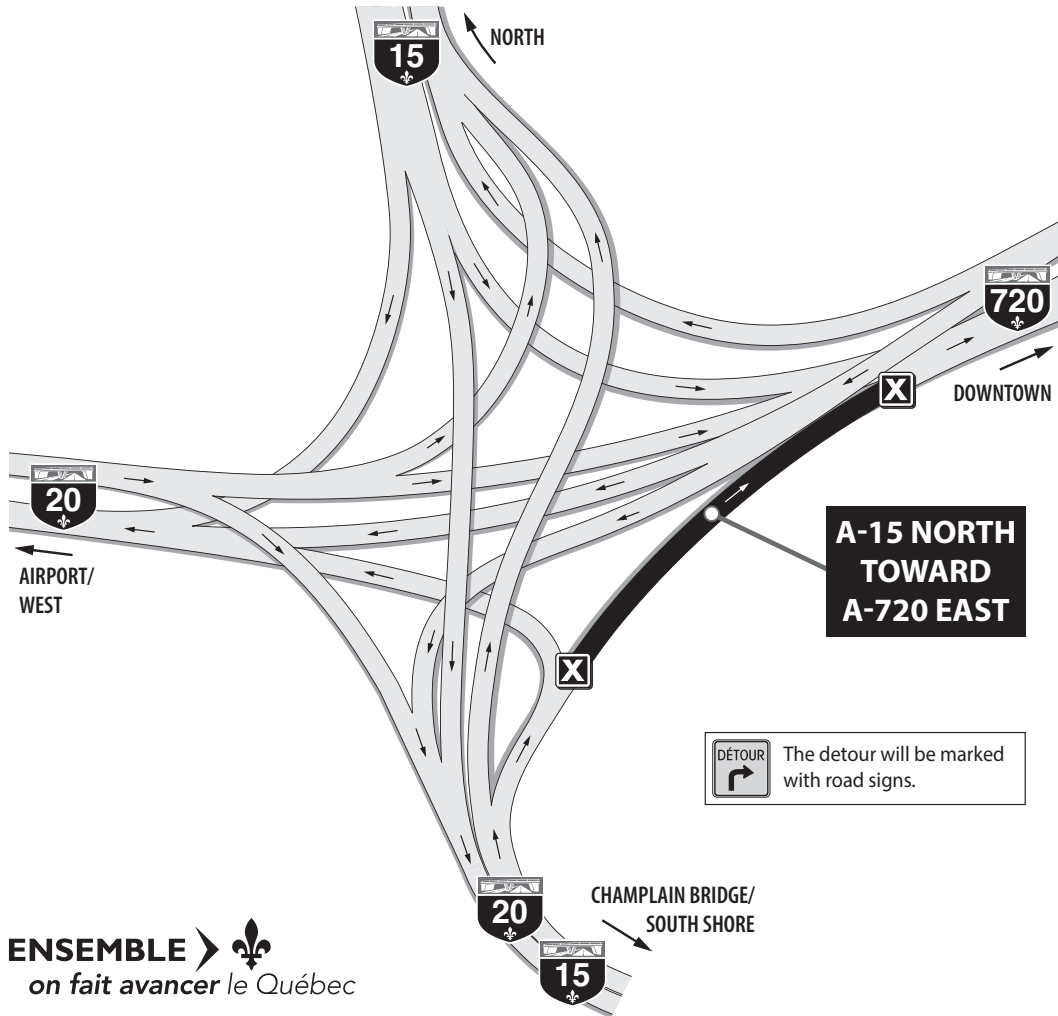 15
NORTH
720
DOWNTOWN
20
AIRPORT/
WEST
X
X
A-15 NORTH
TOWARD
A-720 EAST
DÉTOUR
The detour will be marked
with road signs.
20
15
CHAMPLAIN BRIDGE/
SOUTH SHORE
ENSEMBLE
on fait avancer le Québec